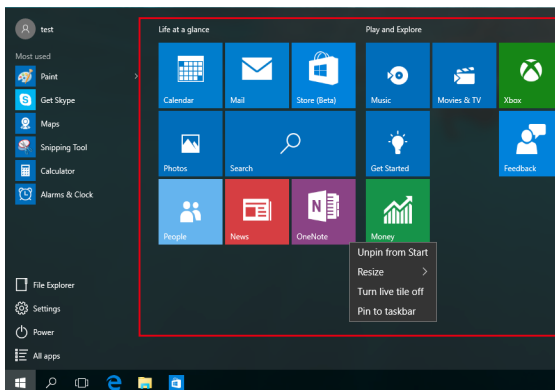 test
Most used
Paint
Get Skype
Maps
Snipping Tool
Calculator
Alarms & Clock
File Explorer
Settings
Power
All apps
Life at a glance
Calendar
Mail
Store (Beta)
Photos
Search
People
News
OneNote
Play and Explore
Music
Movies & TV
Xbox
Get Started
Feedback
Money
Unpin from Start
Resize
Turn live tile off
Pin to taskbar